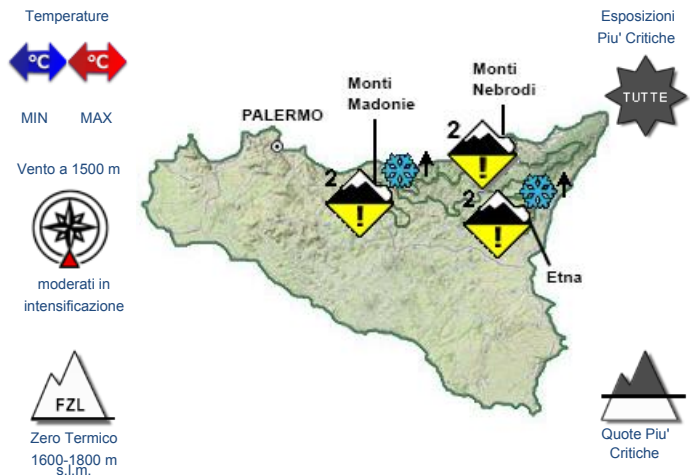 Temperature
°C °C
MIN MAX
Vento a 1500 m
moderati in
intensificazione
FZL
Zero Termico
1600-1800 m
s.l.m.
PALERMO
Monti
Madonie
2
!
Monti
Nebrodi
2
!
2
!
Etna
Esposizioni
Piu' Critiche
TUTTE
Quote Piu'
Critiche